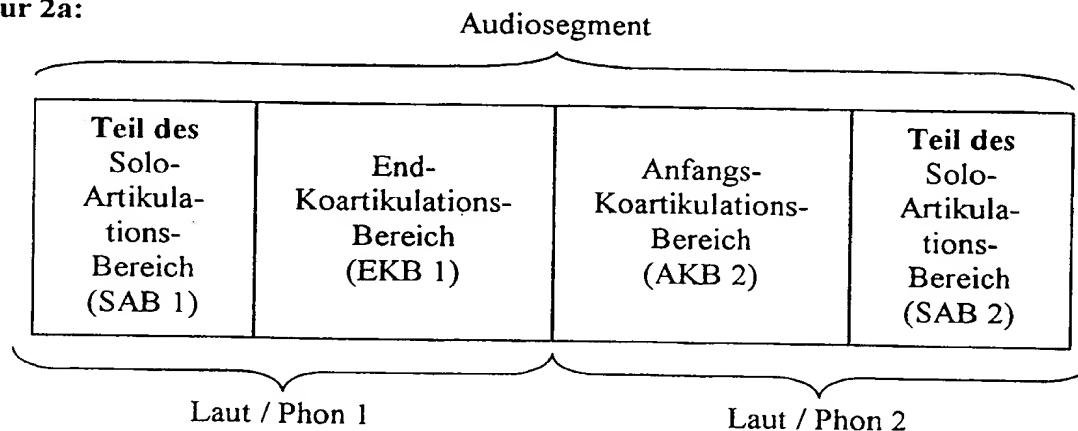 ur 2a:
Audiosegment
Teil des
Solo-
Artikula-
tions-
Bereich
(SAB 1)
End-
Koartikulations-
Bereich
(EKB 1)
Anfangs-
Koartikulations-
Bereich
(AKB 2)
Teil des
Solo-
Artikula-
tions-
Bereich
(SAB 2)
Laut / Phon 1
Laut / Phon 2